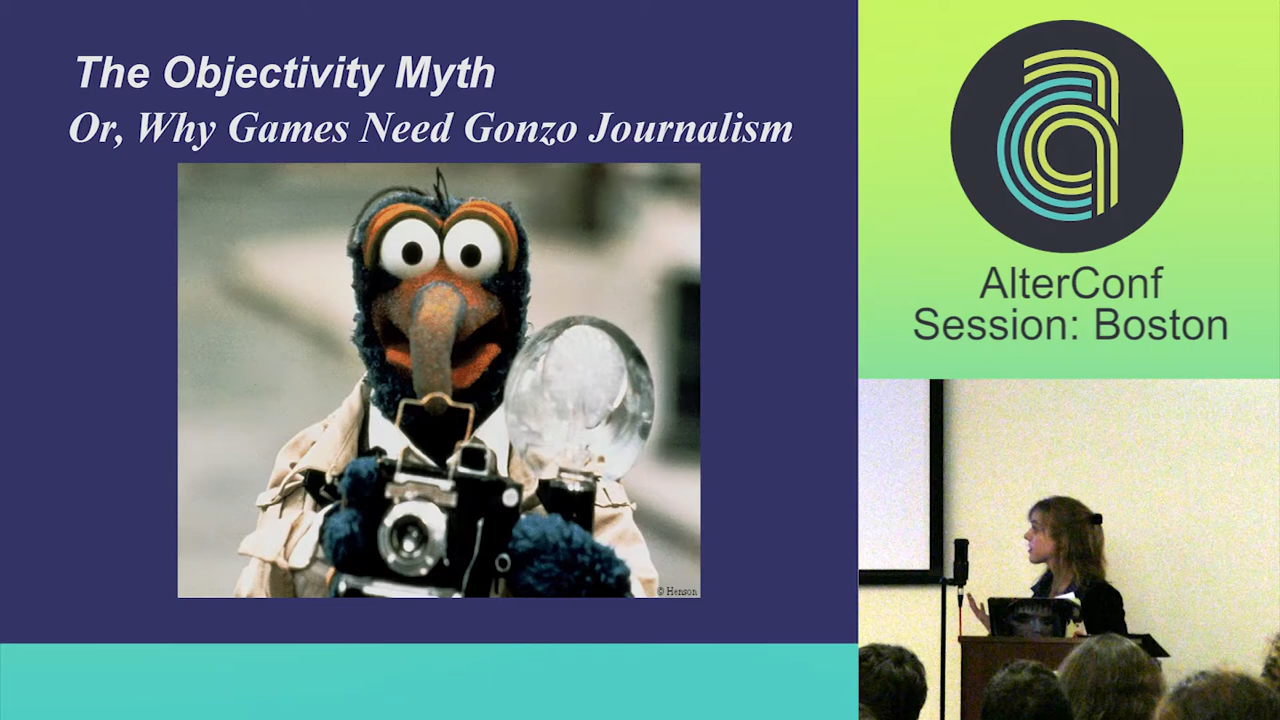 The Objectivity Myth
Or, Why Games Need Gonzo Journalism
© Henson
AlterConf
Session: Boston